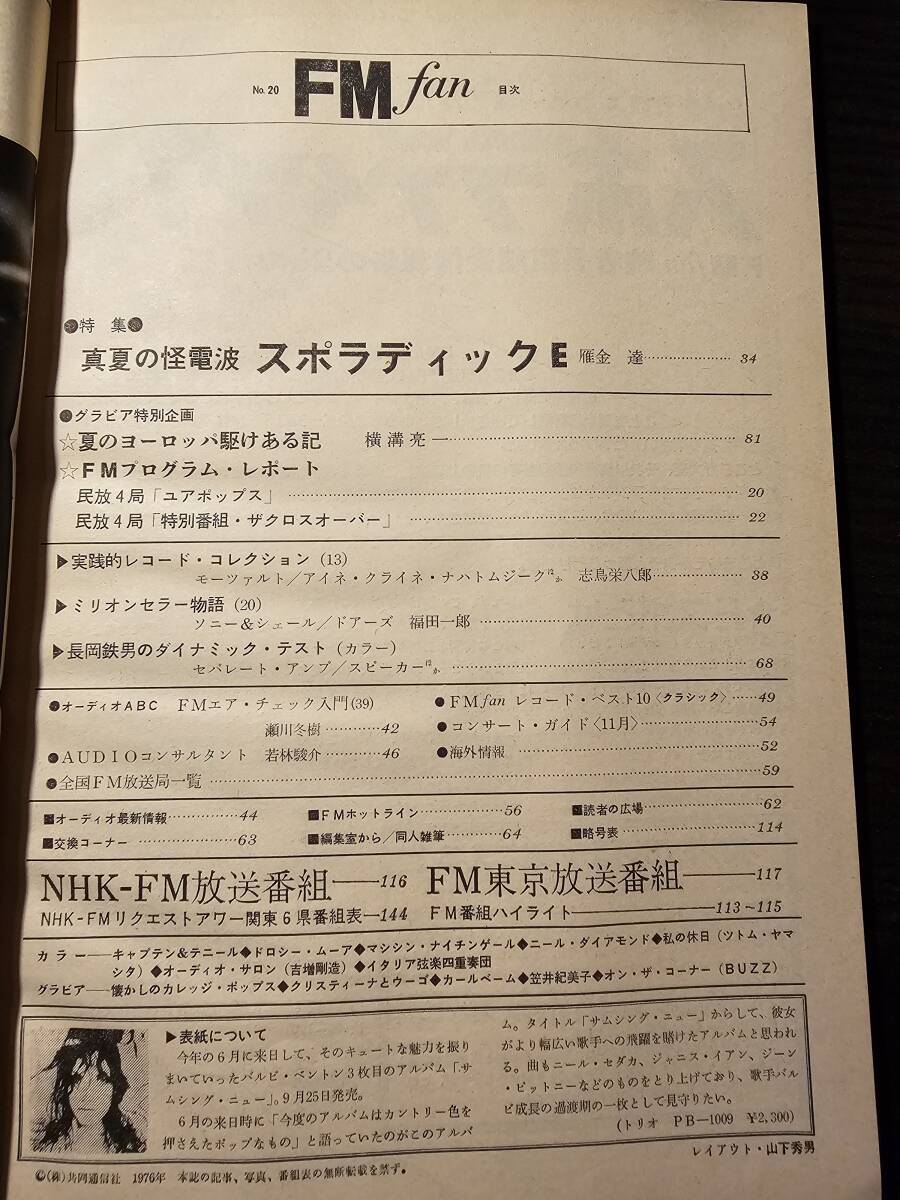 No.20 FM fan 目次
●特 集●
真夏の怪電波 スポラディックE 雁金 達………………34
●グラビア特別企画
☆夏のヨーロッパ駆けある記 横溝亮一………………81
☆FMプログラム・レポート
民放4局「ユアポップス」………………20
民放4局「特別番組・ザクロスオーバー」………………22
▶実践的レコード・コレクション(13)
モーツァルト/アイネ・クライネ・ナハトムジークほか 志鳥栄八郎………………38
▶ミリオンセラー物語(20)
ソニー&シェール/ドアーズ 福田一郎………………40
▶長岡鉄男のダイナミック・テスト(カラー)
セパレート・アンプ/スピーカーほか………………68
●オーディオABC FMエア・チェック入門(39)
瀬川冬樹…………42
●AUDIOコンサルタント 若林駿介…………46
●FMfan レコード・ベスト10〈クラシック〉……49
●コンサート・ガイド〈11月〉…………54
●海外情報………………52
●全国FM放送局一覧………………59
■オーディオ最新情報…………44 ■FMホットライン…………56 ■読者の広場…………62
■交換コーナー…………63 ■編集室から/同人雑筆…………64 ■略号表…………114
NHK-FM放送番組――116 FM東京放送番組――117
NHK-FMリクエストアワー関東6県番組表―144 FM番組ハイライト――113〜115
カラー――キャプテン&テニール◆ドロシー・ムーア◆マシシン・ナイチンゲール◆ニール・ダイアモンド◆私の休日(ツトム・ヤマ
シタ)◆オーディオ・サロン(吉増剛造)◆イタリア弦楽四重奏団
グラビア――懐かしのカレッジ・ポップス◆クリスティーナとウーゴ◆カールベーム◆笠井紀美子◆オン・ザ・コーナー(BUZZ)
▶表紙について
今年の6月に来日して、そのキュートな魅力を振り
まいていったバルビ・ベントン3枚目のアルバム「サ
ムシング・ニュー」。9月25日発売。
6月の来日時に「今度のアルバムはカントリー色を
押さえたポップなもの」と語っていたのがこのアルバ
ム。タイトル「サムシング・ニュー」からして、彼女
がより幅広い歌手への飛躍を賭けたアルバムと思われ
る。曲もニール・セダカ、ジャニス・イアン、ジーン
・ピットニーなどのものをとり上げており、歌手バル
ビ成長の過渡期の一枚として見守りたい。
(トリオ PB―1009 ¥2,300)
レイアウト・山下秀男
©(株)共同通信社 1976年 本誌の記事、写真、番組表の無断転載を禁ず。